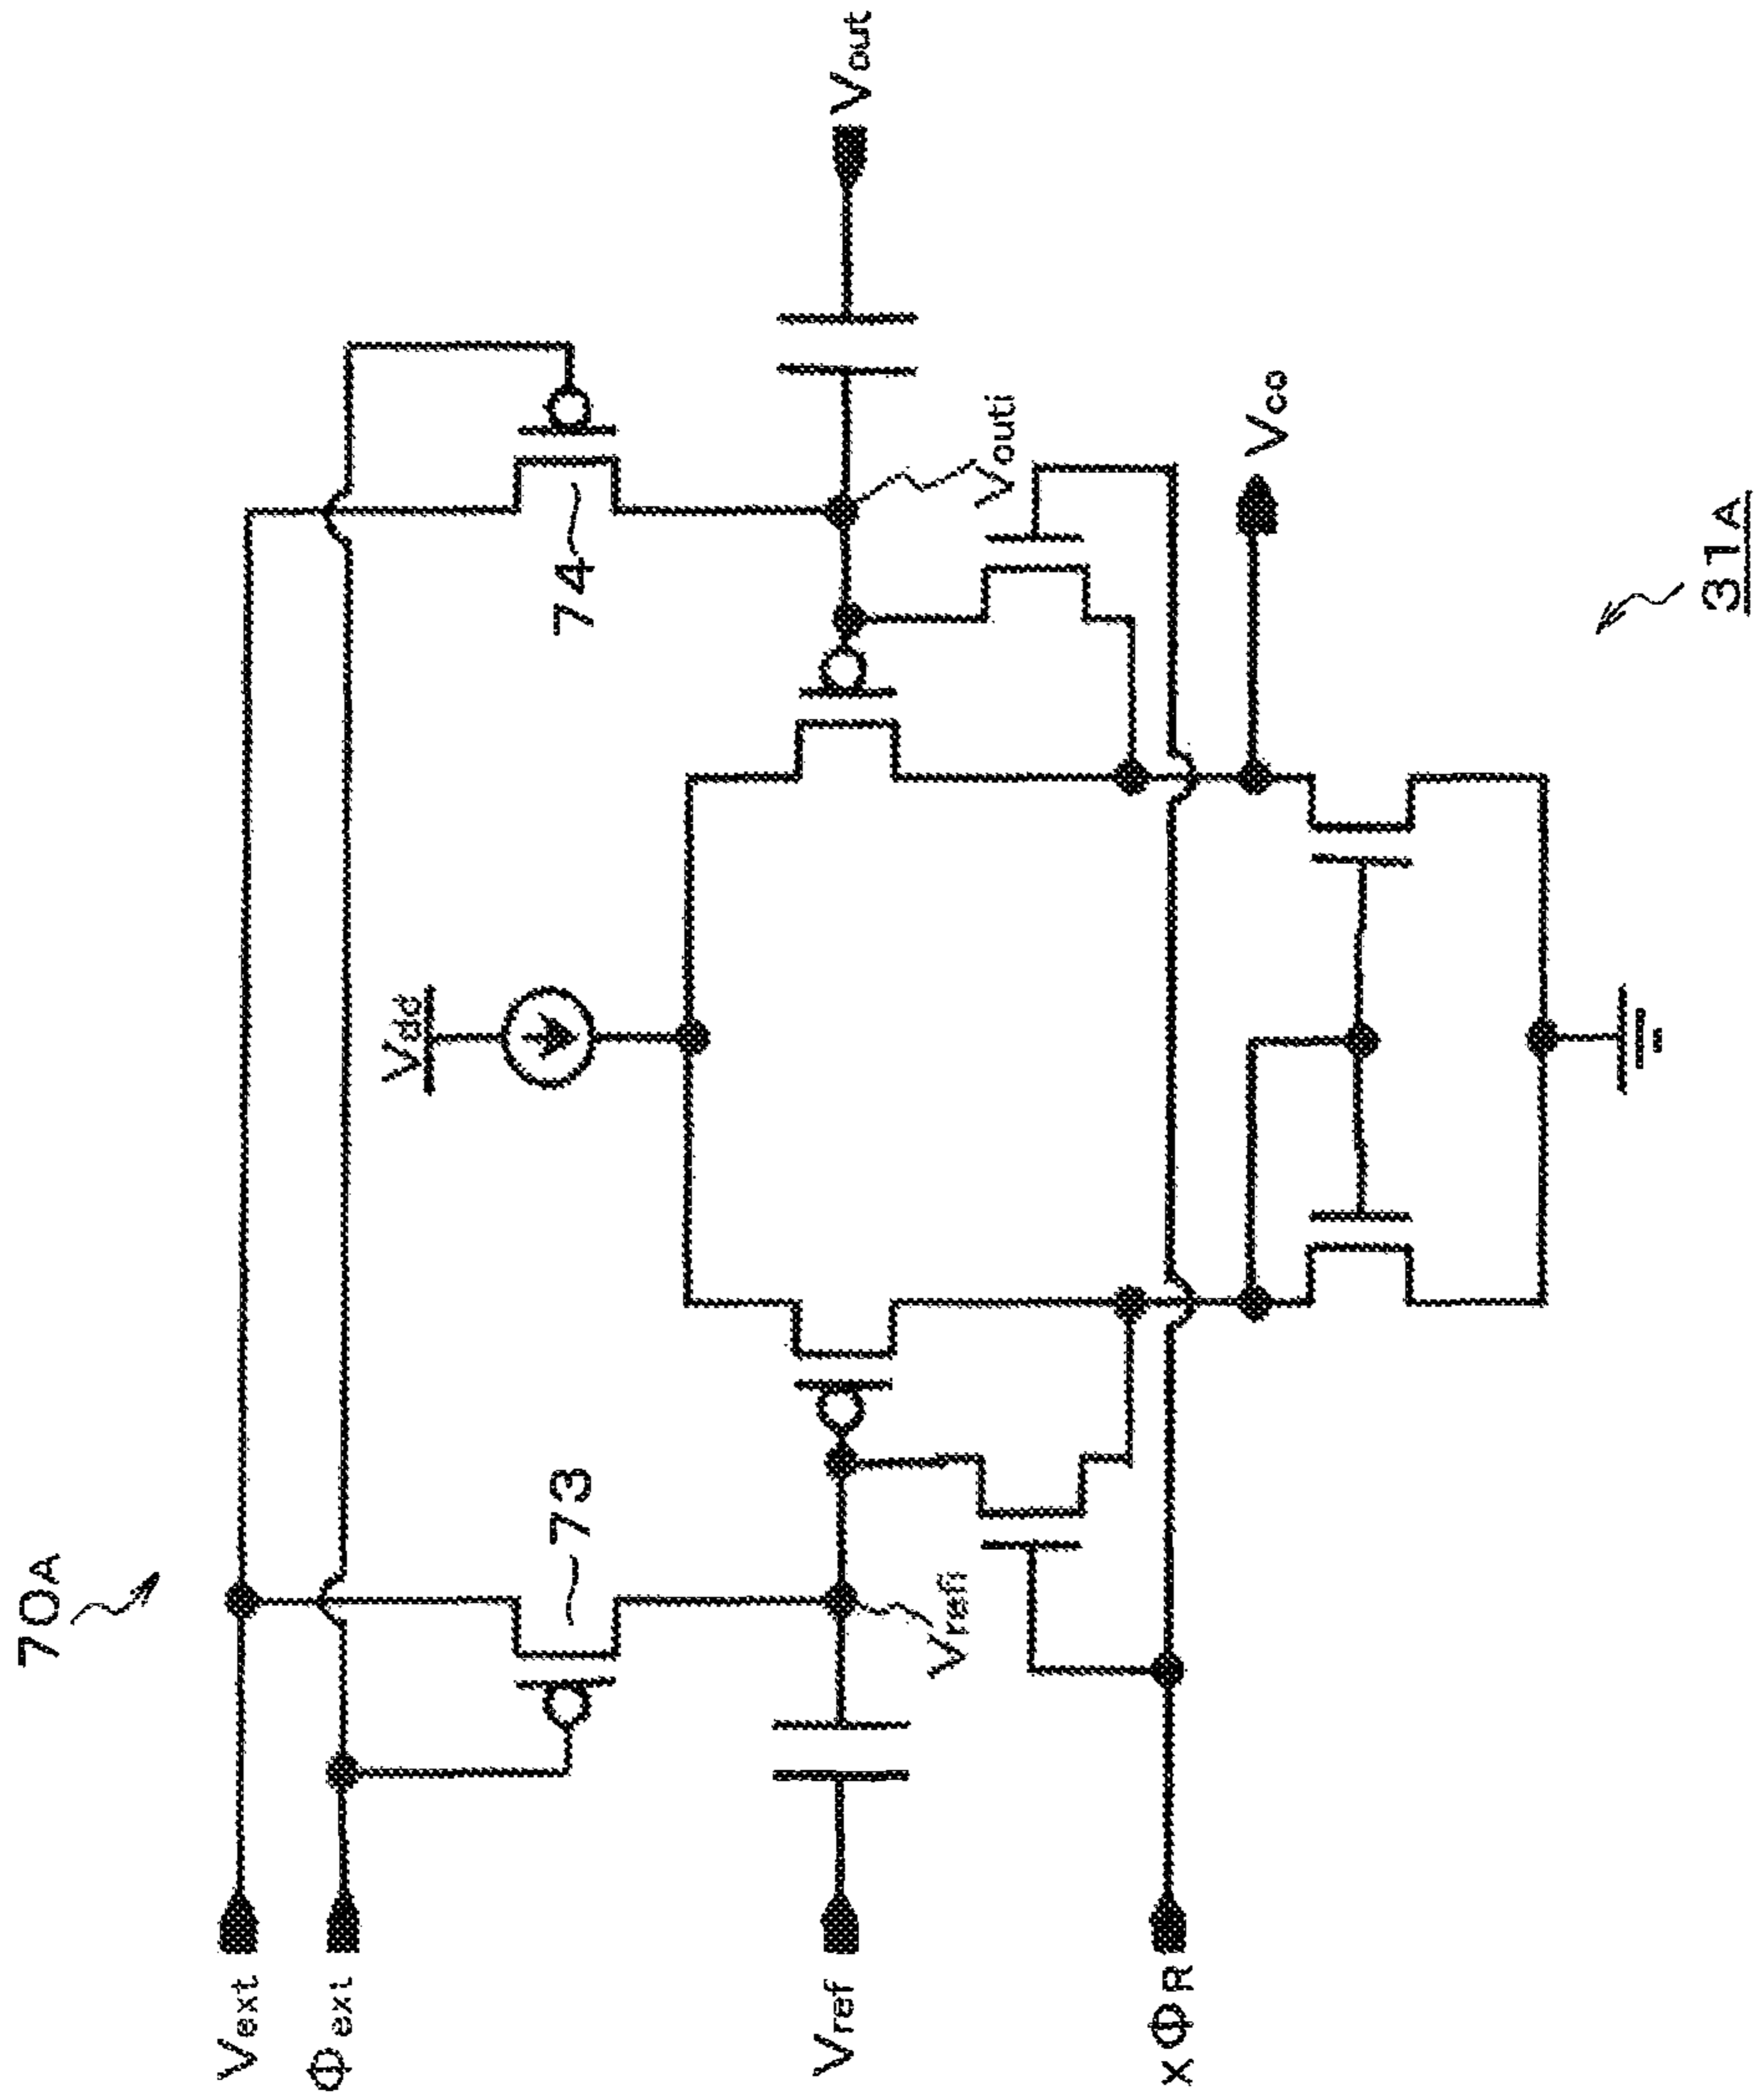 70A
Vext
Φext
Vdd
73
74
Vref
Vrefi
Vouti
Vout
XΦR
Vco
31A